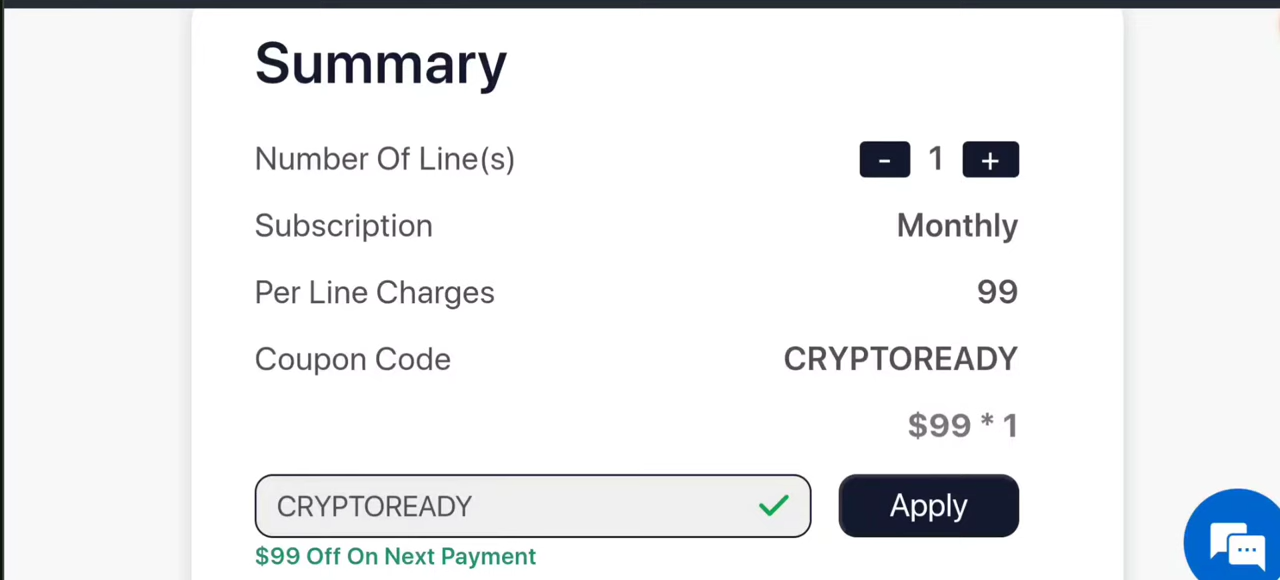 Summary
Number Of Line(s) - 1 +
Subscription Monthly
Per Line Charges 99
Coupon Code CRYPTOREADY
$99 * 1
CRYPTOREADY Apply
$99 Off On Next Payment